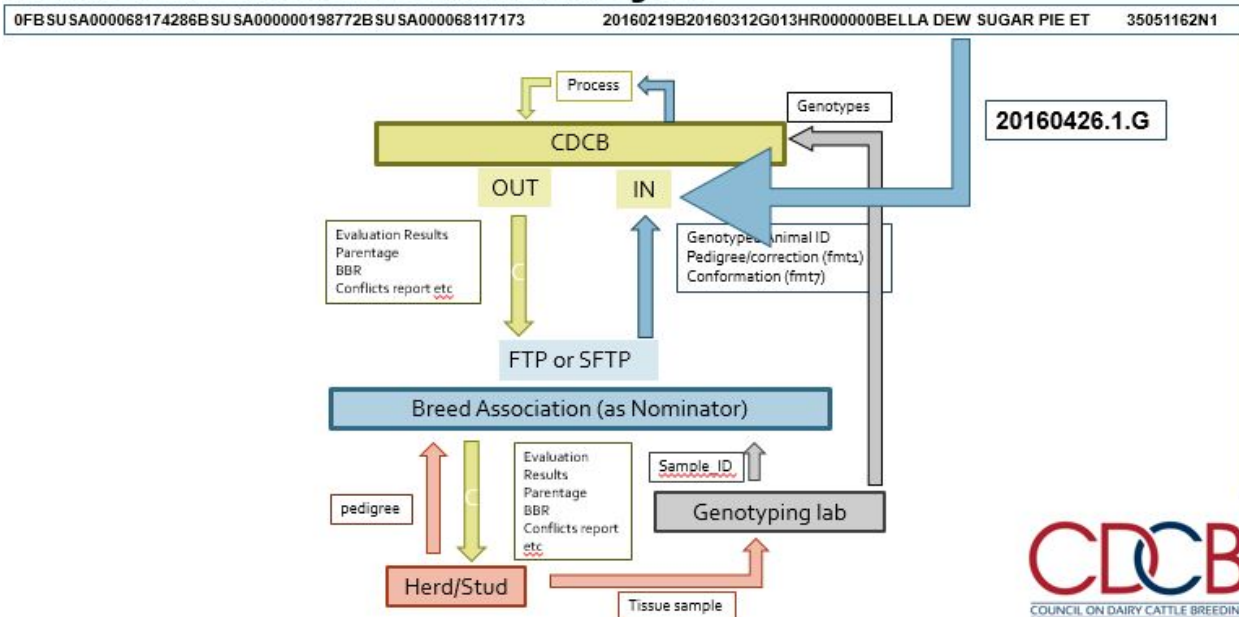 0FBSUSA000068174286BSUSA000000198772BSUSA000068117173 20160219B20160312G013HR000000BELLA DEW SUGAR PIE ET 35051162N1
Process
Genotypes
20160426.1.G
CDCB
OUT
IN
Evaluation Results
Parentage
BBR
Conflicts report etc
C
Genotyped Animal ID
Pedigree/correction (fmt1)
Conformation (fmt7)
FTP or SFTP
Breed Association (as Nominator)
pedigree
C
Evaluation
Results
Parentage
BBR
Conflicts report
etc
Sample_ID
Genotyping lab
Herd/Stud
Tissue sample
CDCB
COUNCIL ON DAIRY CATTLE BREEDIN